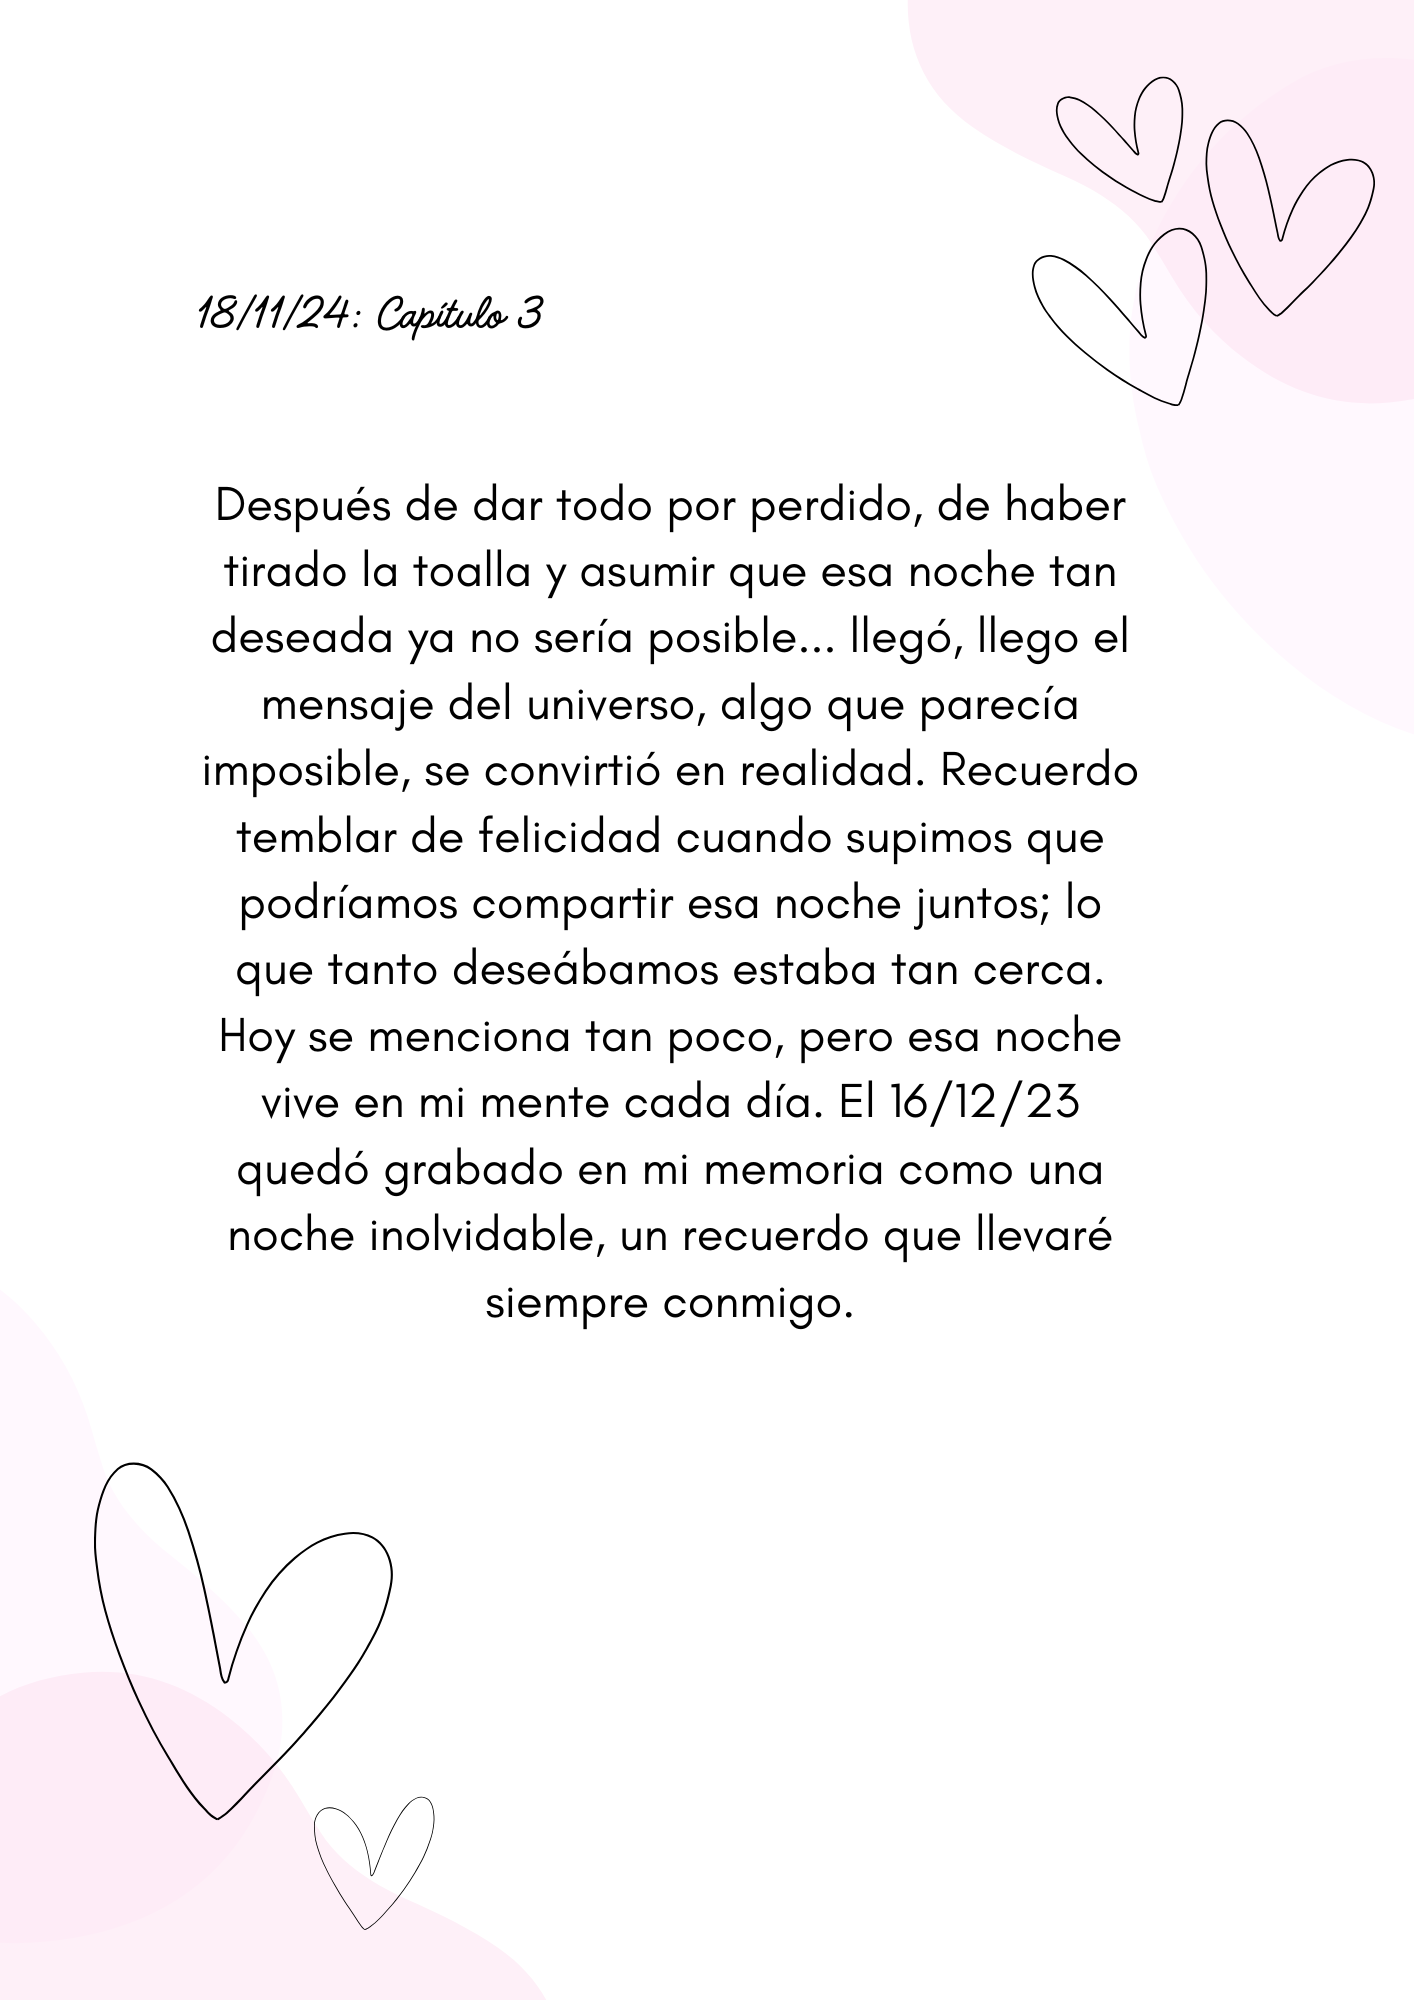 18/11/24: Capítulo 3
Después de dar todo por perdido, de haber
tirado la toalla y asumir que esa noche tan
deseada ya no sería posible... llegó, llego el
mensaje del universo, algo que parecía
imposible, se convirtió en realidad. Recuerdo
temblar de felicidad cuando supimos que
podríamos compartir esa noche juntos; lo
que tanto deseábamos estaba tan cerca.
Hoy se menciona tan poco, pero esa noche
vive en mi mente cada día. El 16/12/23
quedó grabado en mi memoria como una
noche inolvidable, un recuerdo que llevaré
siempre conmigo.